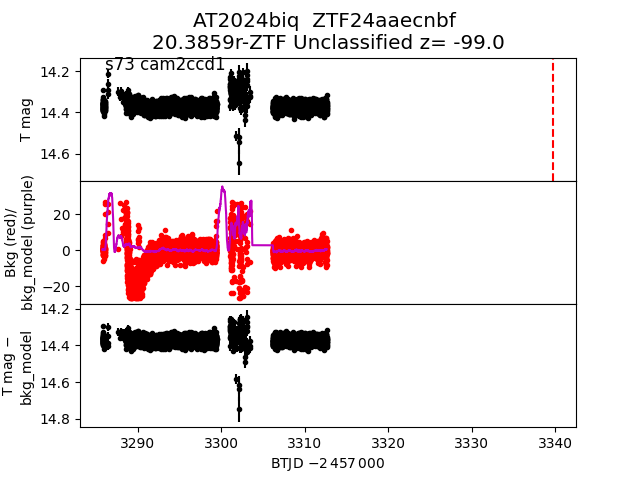 AT2024biq  ZTF24aaecnbf
20.3859r-ZTF Unclassified z= -99.0
s73 cam2ccd1
14.2
14.4
14.6
T mag
20
0
−20
Bkg (red)/
bkg_model (purple)
14.2
14.4
14.6
14.8
T mag −
bkg_model
3290
3300
3310
3320
3330
3340
BTJD −2 457 000